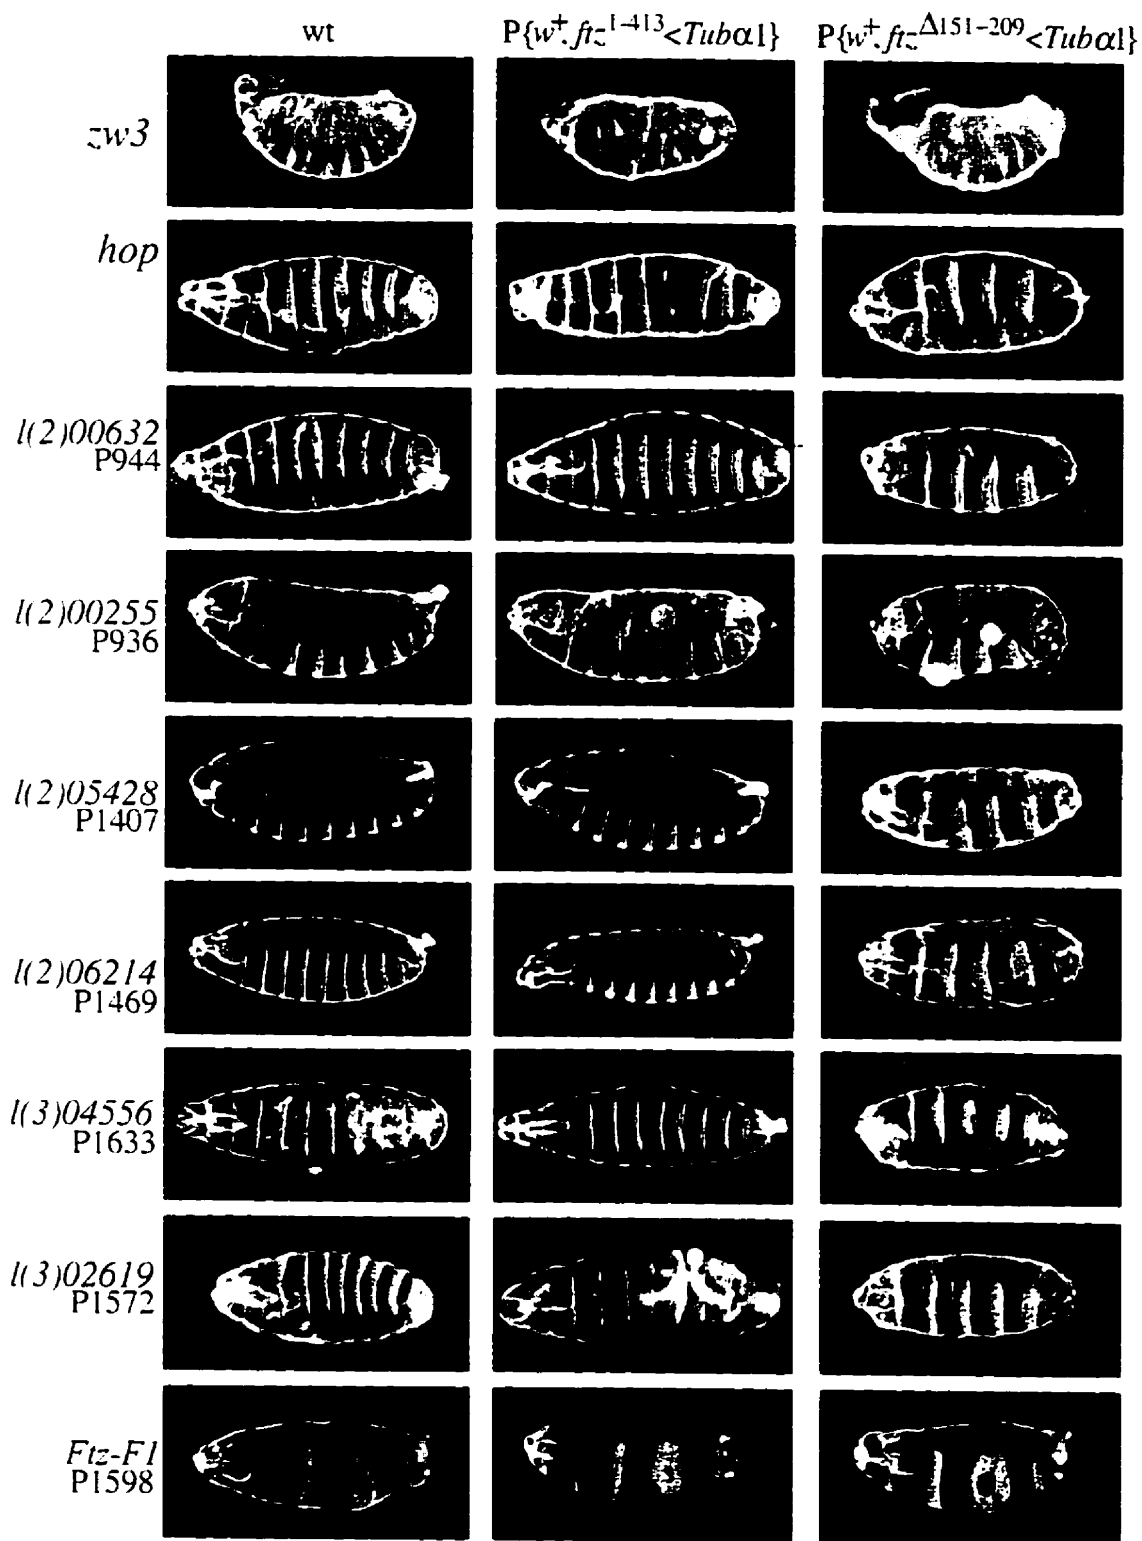 wt P{w⁺, ftz¹⁻⁴¹³<Tubα1} P{w⁺, ftz^Δ151-209<Tubα1}
zw3
hop
l(2)00632
P944
l(2)00255
P936
l(2)05428
P1407
l(2)06214
P1469
l(3)04556
P1633
l(3)02619
P1572
Ftz-F1
P1598